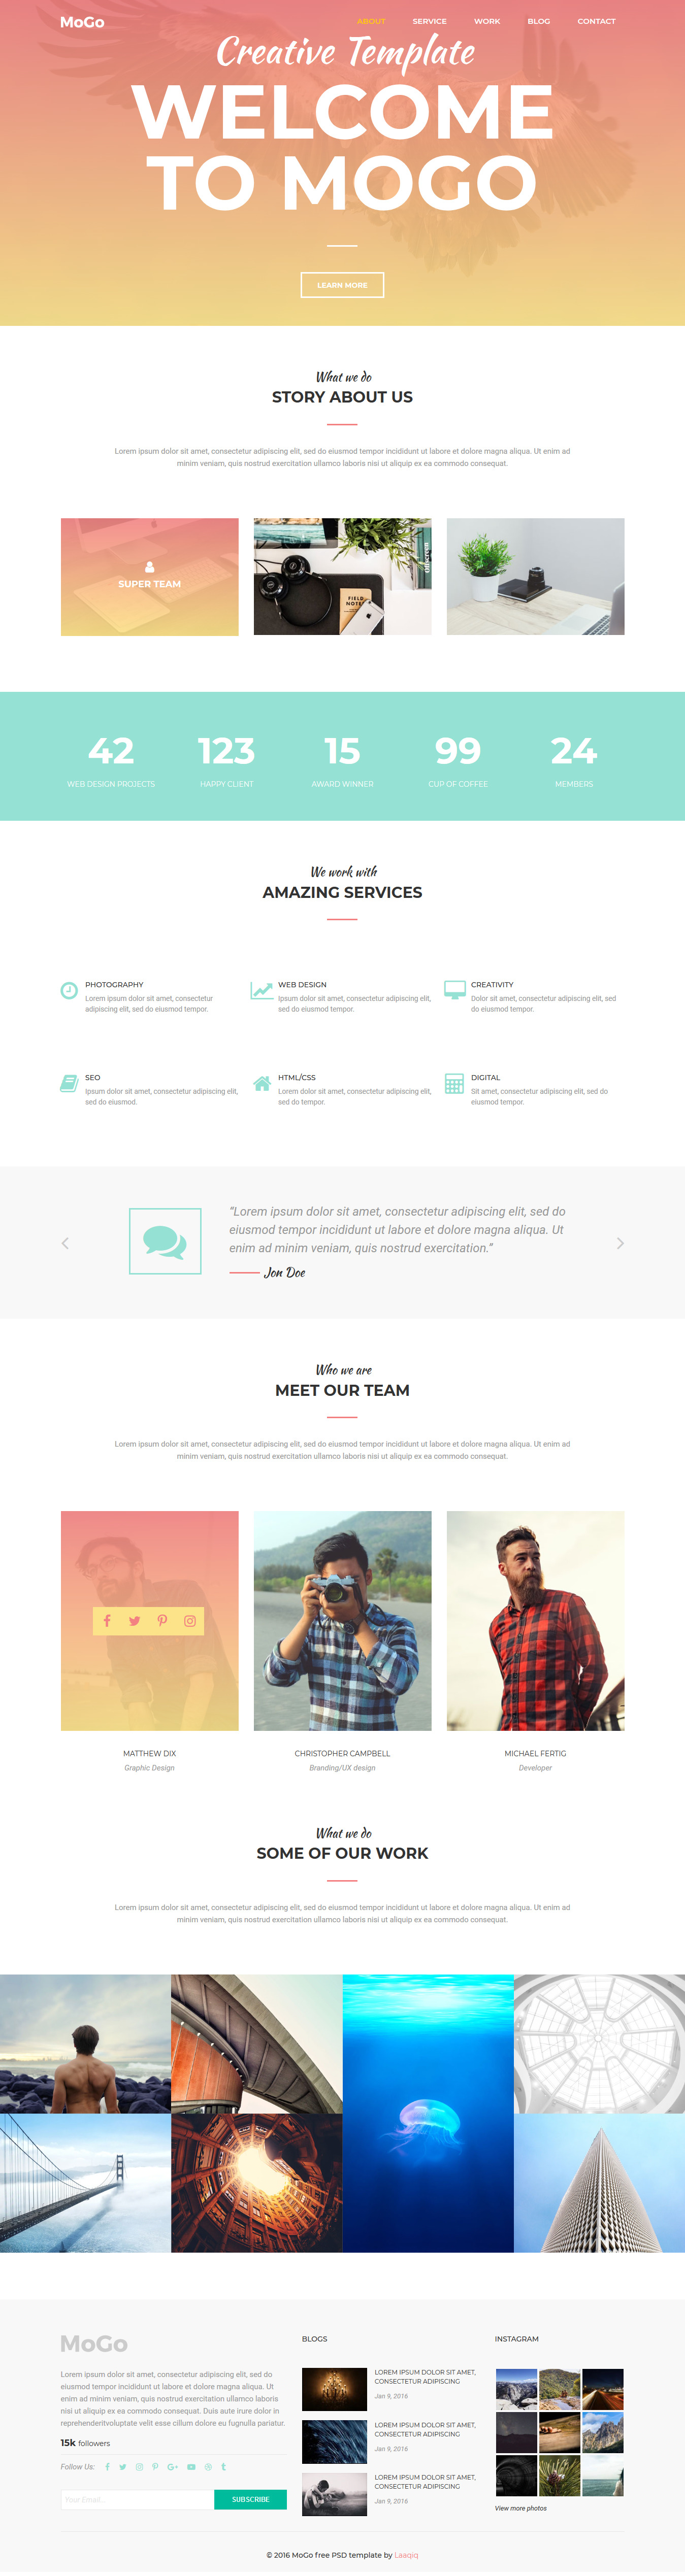 MoGo
ABOUT
SERVICE
WORK
BLOG
CONTACT
Creative Template
WELCOME
TO MOGO
LEARN MORE
What we do
STORY ABOUT US
Lorem ipsum dolor sit amet, consectetur adipiscing elit, sed do eiusmod tempor incididunt ut labore et dolore magna aliqua. Ut enim ad
minim veniam, quis nostrud exercitation ullamco laboris nisi ut aliquip ex ea commodo consequat.
SUPER TEAM
FIELD
NOTES
42
123
15
99
24
WEB DESIGN PROJECTS
HAPPY CLIENT
AWARD WINNER
CUP OF COFFEE
MEMBERS
We work with
AMAZING SERVICES
PHOTOGRAPHY
Lorem ipsum dolor sit amet, consectetur
adipiscing elit, sed do eiusmod tempor.
WEB DESIGN
Ipsum dolor sit amet, consectetur adipiscing elit,
sed do eiusmod tempor.
CREATIVITY
Dolor sit amet, consectetur adipiscing elit, sed
do eiusmod tempor.
SEO
Ipsum dolor sit amet, consectetur adipiscing elit,
sed do eiusmod.
HTML/CSS
Lorem dolor sit amet, consectetur adipiscing elit,
sed do tempor.
DIGITAL
Sit amet, consectetur adipiscing elit, sed do
eiusmod tempor.
“Lorem ipsum dolor sit amet, consectetur adipiscing elit, sed do
eiusmod tempor incididunt ut labore et dolore magna aliqua. Ut
enim ad minim veniam, quis nostrud exercitation.”
Jon Doe
Who we are
MEET OUR TEAM
Lorem ipsum dolor sit amet, consectetur adipiscing elit, sed do eiusmod tempor incididunt ut labore et dolore magna aliqua. Ut enim ad
minim veniam, quis nostrud exercitation ullamco laboris nisi ut aliquip ex ea commodo consequat.
MATTHEW DIX
Graphic Design
CHRISTOPHER CAMPBELL
Branding/UX design
MICHAEL FERTIG
Developer
What we do
SOME OF OUR WORK
Lorem ipsum dolor sit amet, consectetur adipiscing elit, sed do eiusmod tempor incididunt ut labore et dolore magna aliqua. Ut enim ad
minim veniam, quis nostrud exercitation ullamco laboris nisi ut aliquip ex ea commodo consequat.
MoGo
Lorem ipsum dolor sit amet, consectetur adipiscing elit, sed do
eiusmod tempor incididunt ut labore et dolore magna aliqua. Ut
enim ad minim veniam, quis nostrud exercitation ullamco laboris
nisi ut aliquip ex ea commodo consequat. Duis aute irure dolor in
reprehenderitvoluptate velit esse cillum dolore eu fugnulla pariatur.
15k followers
Follow Us:
Your Email...
SUBSCRIBE
BLOGS
LOREM IPSUM DOLOR SIT AMET,
CONSECTETUR ADIPISCING
Jan 9, 2016
LOREM IPSUM DOLOR SIT AMET,
CONSECTETUR ADIPISCING
Jan 9, 2016
LOREM IPSUM DOLOR SIT AMET,
CONSECTETUR ADIPISCING
Jan 9, 2016
INSTAGRAM
View more photos
© 2016 MoGo free PSD template by Laaqiq